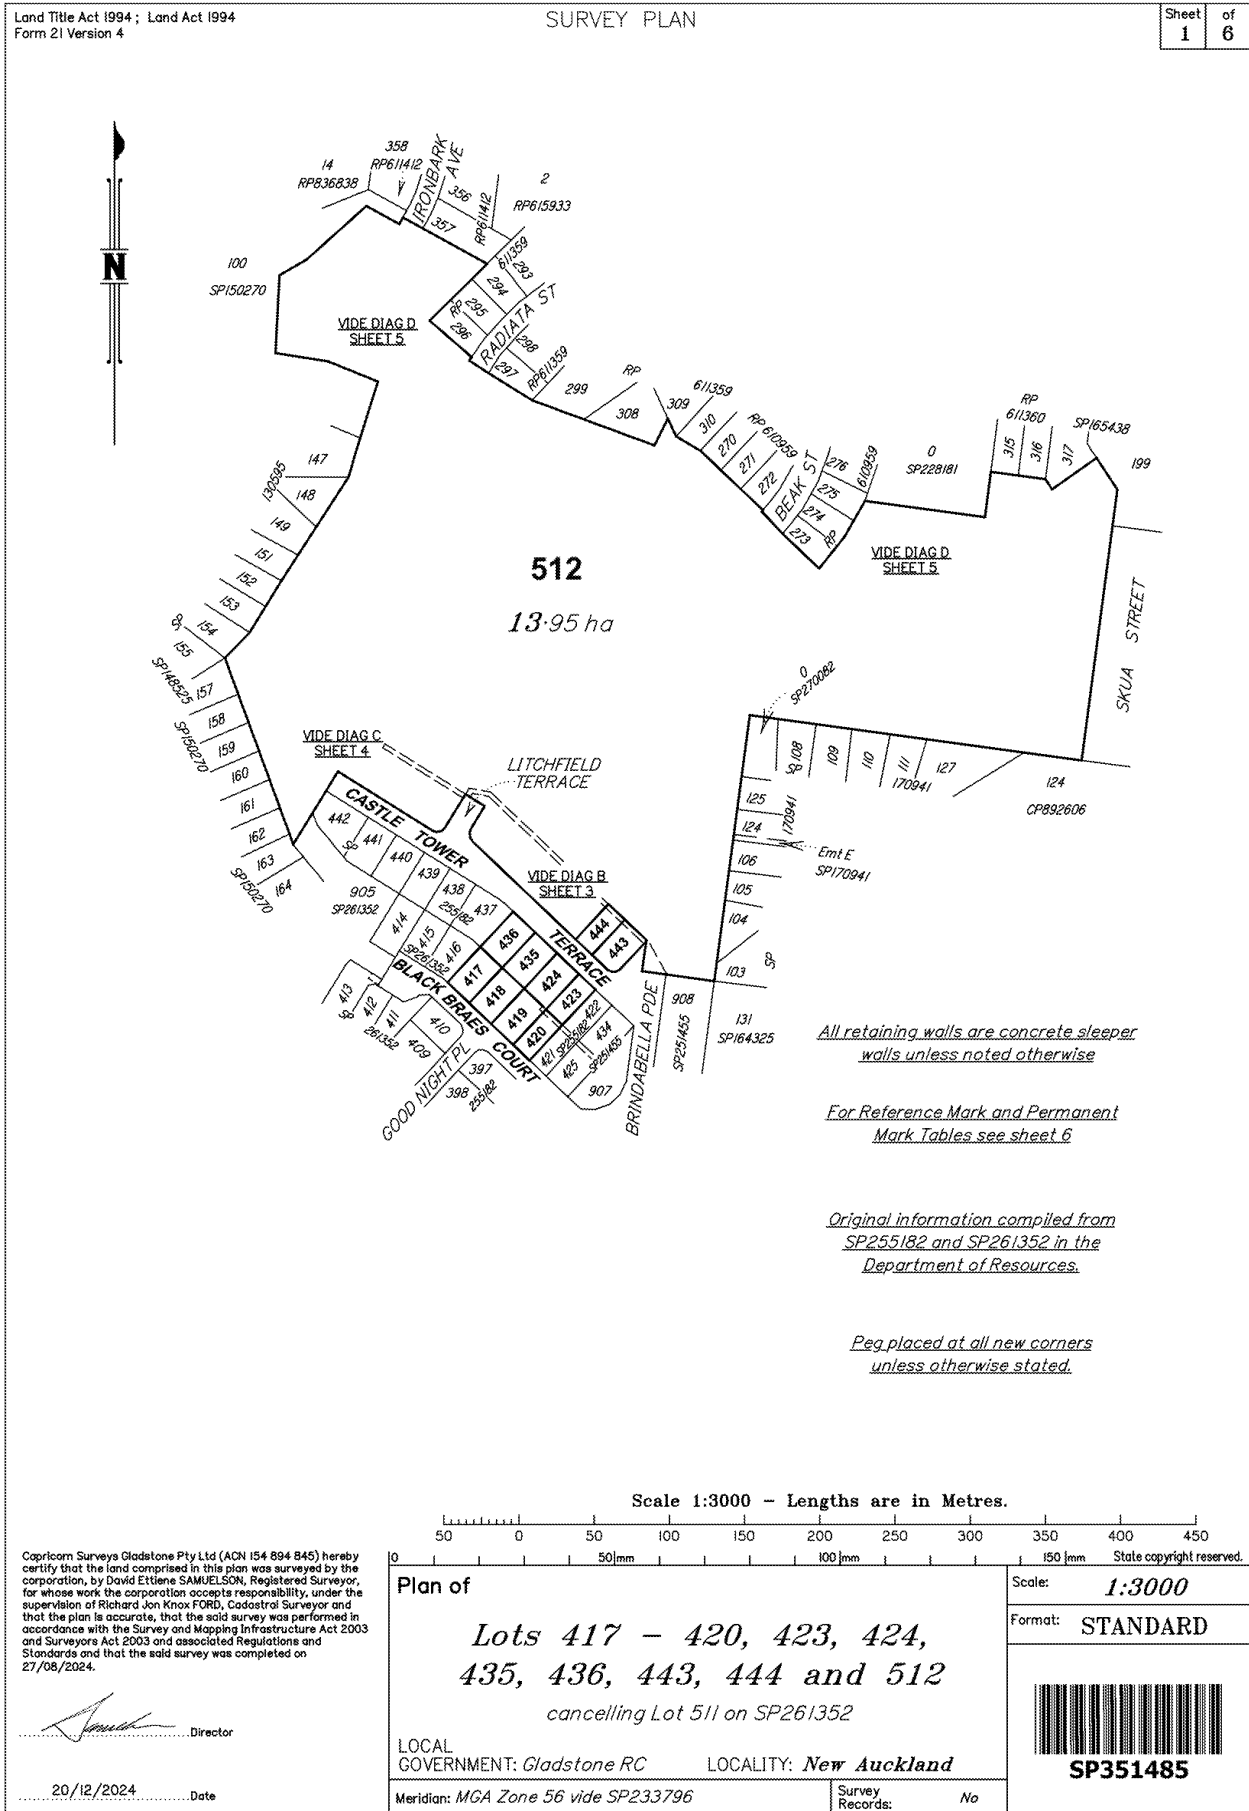 Land Title Act 1994 ; Land Act 1994
Form 21 Version 4
SURVEY PLAN
Sheet of
1 6
N
14
RP836838
358
RP611412
IRONBARK AVE
356
357
RP611412
2
RP615933
100
SP150270
611359
293
294
295
RP
296
RADIATA ST
298
297
RP611359
VIDE DIAG D
SHEET 5
299
RP
308
309
611359
310
270
RP 610959
271
272
BEAK ST
276
275
274
273
RP
610959
0
SP228181
RP
611360
315
316
317
SP165438
199
147
130595
148
149
151
152
153
154
SP
155
SP148525
157
158
SP150270
159
160
161
162
163
SP150270
164
512
13·95 ha
VIDE DIAG D
SHEET 5
SKUA STREET
0
SP270082
108
SP
109
110
111
170941
127
124
CP892606
125
170941
124
Emt E
SP170941
106
105
104
SP
103
VIDE DIAG C
SHEET 4
LITCHFIELD
TERRACE
CASTLE TOWER TERRACE
442
SP
441
440
439
438
255182
437
436
435
424
423
422
VIDE DIAG B
SHEET 3
444
443
905
SP261352
414
415
SP261352
416
417
418
419
420
421
SP255182
425
434
SP251455
907
BLACK BRAES COURT
413
SP
412
411
261352
410
409
GOOD NIGHT PL
397
398
255182
BRINDABELLA PDE
908
SP251455
131
SP164325
All retaining walls are concrete sleeper
walls unless noted otherwise
For Reference Mark and Permanent
Mark Tables see sheet 6
Original information compiled from
SP255182 and SP261352 in the
Department of Resources.
Peg placed at all new corners
unless otherwise stated.
Scale 1:3000 – Lengths are in Metres.
50 0 50 100 150 200 250 300 350 400 450
0 50 mm 100 mm 150 mm State copyright reserved.
Capricorn Surveys Gladstone Pty Ltd (ACN 154 894 845) hereby
certify that the land comprised in this plan was surveyed by the
corporation, by David Ettiene SAMUELSON, Registered Surveyor,
for whose work the corporation accepts responsibility, under the
supervision of Richard Jon Knox FORD, Cadastral Surveyor and
that the plan is accurate, that the said survey was performed in
accordance with the Survey and Mapping Infrastructure Act 2003
and Surveyors Act 2003 and associated Regulations and
Standards and that the said survey was completed on
27/08/2024.
Director
20/12/2024 Date
Plan of
Lots 417 – 420, 423, 424,
435, 436, 443, 444 and 512
cancelling Lot 511 on SP261352
LOCAL
GOVERNMENT: Gladstone RC LOCALITY: New Auckland
Meridian: MGA Zone 56 vide SP233796
Survey
Records: No
Scale: 1:3000
Format: STANDARD
SP351485